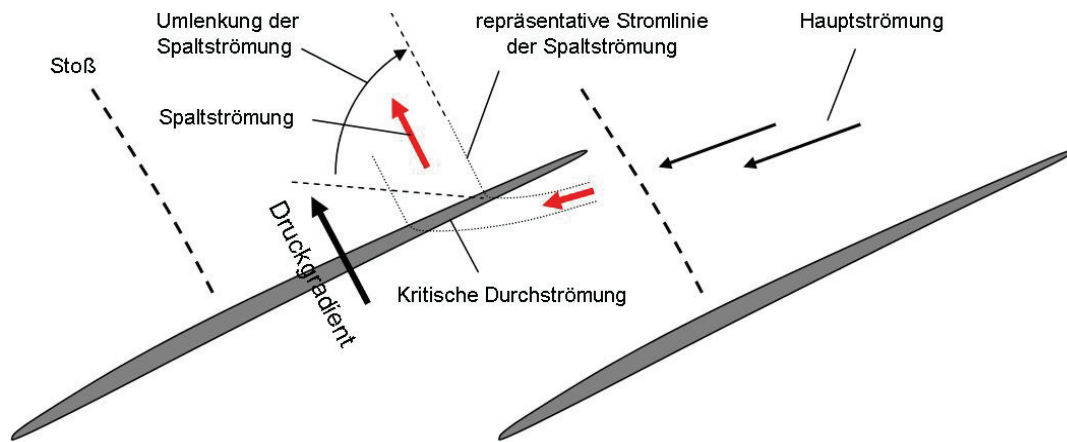 Umlenkung der
Spaltströmung
repräsentative Stromlinie
der Spaltströmung
Hauptströmung
Stoß
Spaltströmung
Druckgradient
Kritische Durchströmung